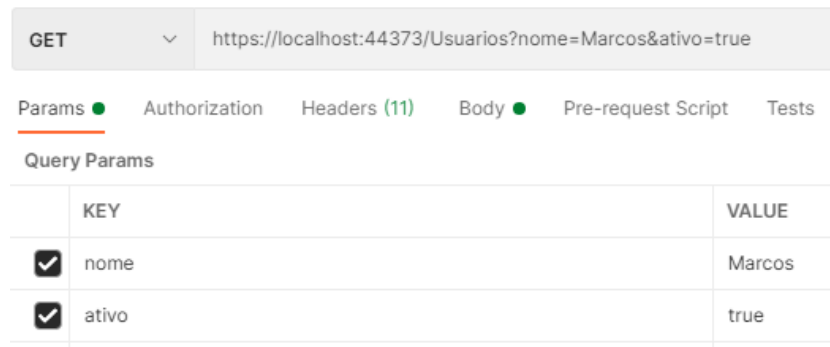 GET https://localhost:44373/Usuarios?nome=Marcos&ativo=true
Params Authorization Headers (11) Body Pre-request Script Tests
Query Params
KEY VALUE
nome Marcos
ativo true